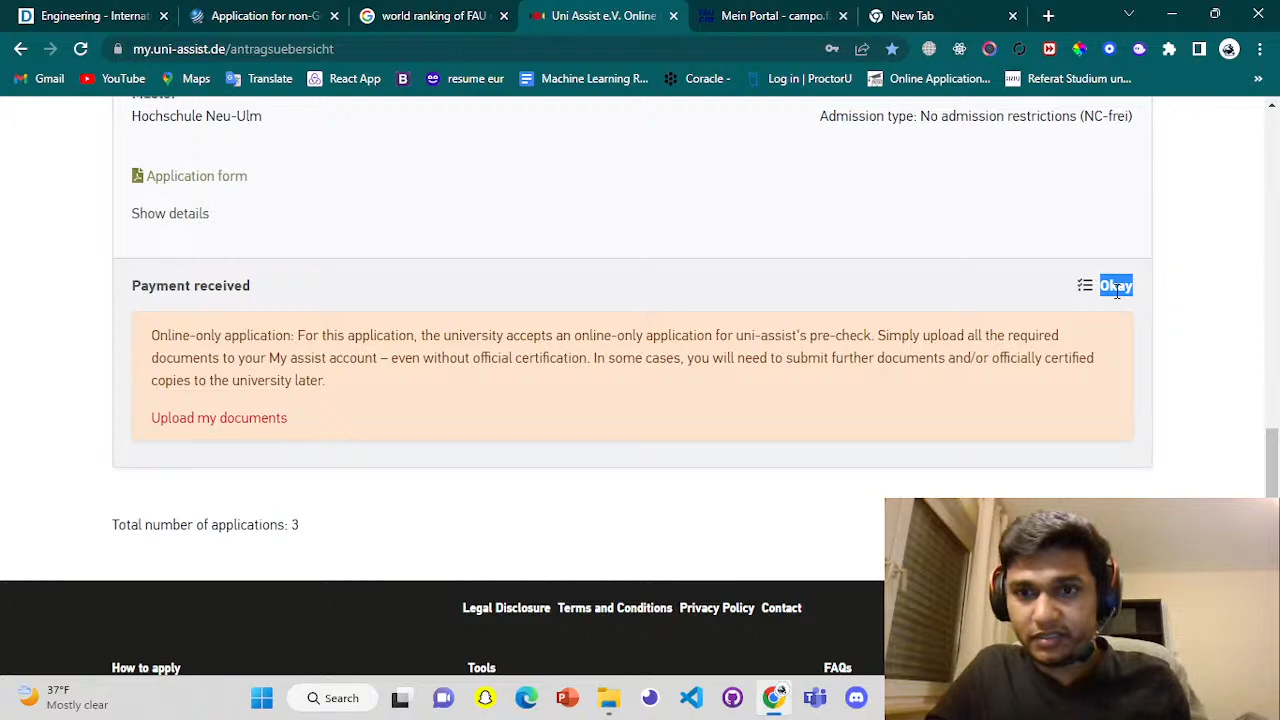 Engineering - Internat
Application for non-G
world ranking of FAU
Uni Assist e.V. Online
Mein Portal - campo.f
New Tab
my.uni-assist.de/antragsuebersicht
Gmail
YouTube
Maps
Translate
React App
resume eur
Machine Learning R...
Coracle -
Log in | ProctorU
Online Application...
Referat Studium un...
Hochschule Neu-Ulm
Admission type: No admission restrictions (NC-frei)
Application form
Show details
Payment received
Okay
Online-only application: For this application, the university accepts an online-only application for uni-assist's pre-check. Simply upload all the required
documents to your My assist account – even without official certification. In some cases, you will need to submit further documents and/or officially certified
copies to the university later.
Upload my documents
Total number of applications: 3
Legal Disclosure Terms and Conditions Privacy Policy Contact
How to apply
Tools
FAQs
37°F
Mostly clear
Search